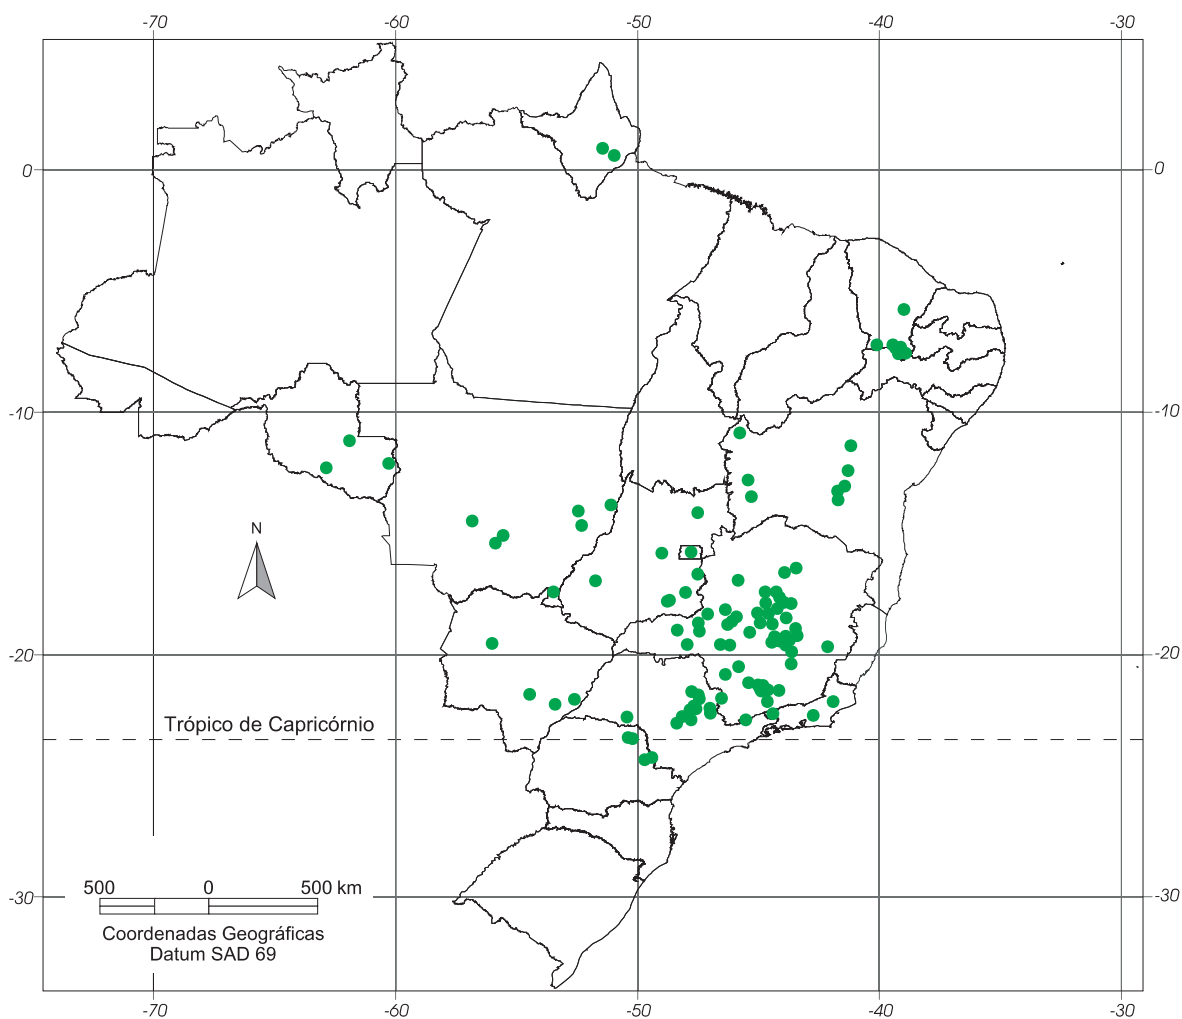 -70 -60 -50 -40 -30
0 0
-10 -10
N
-20 -20
Trópico de Capricórnio
500 0 500 km
-30 -30
Coordenadas Geográficas
Datum SAD 69
-70 -60 -50 -40 -30